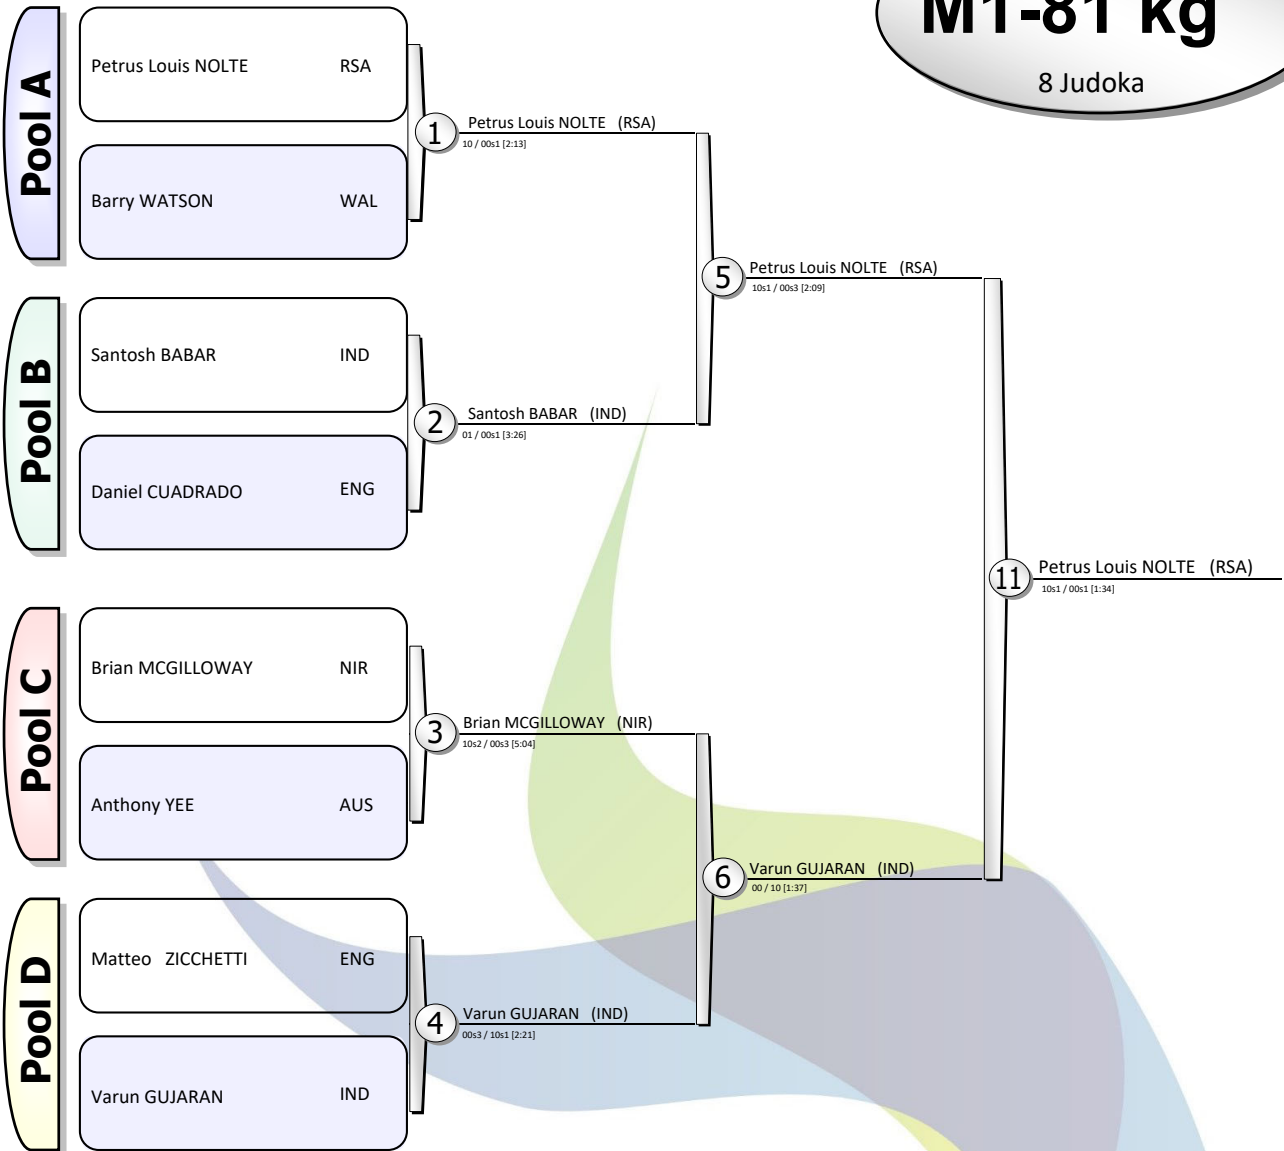 M1-81 kg
8 Judoka
Pool A
Petrus Louis NOLTE RSA
Barry WATSON WAL
1
Petrus Louis NOLTE (RSA)
10 / 00s1 [2:13]
Pool B
Santosh BABAR IND
Daniel CUADRADO ENG
2
Santosh BABAR (IND)
01 / 00s1 [3:26]
5
Petrus Louis NOLTE (RSA)
10s1 / 00s3 [2:09]
11
Petrus Louis NOLTE (RSA)
10s1 / 00s1 [1:34]
Pool C
Brian MCGILLOWAY NIR
Anthony YEE AUS
3
Brian MCGILLOWAY (NIR)
10s2 / 00s3 [5:04]
6
Varun GUJARAN (IND)
00 / 10 [1:37]
Pool D
Matteo ZICCHETTI ENG
Varun GUJARAN IND
4
Varun GUJARAN (IND)
00s3 / 10s1 [2:21]